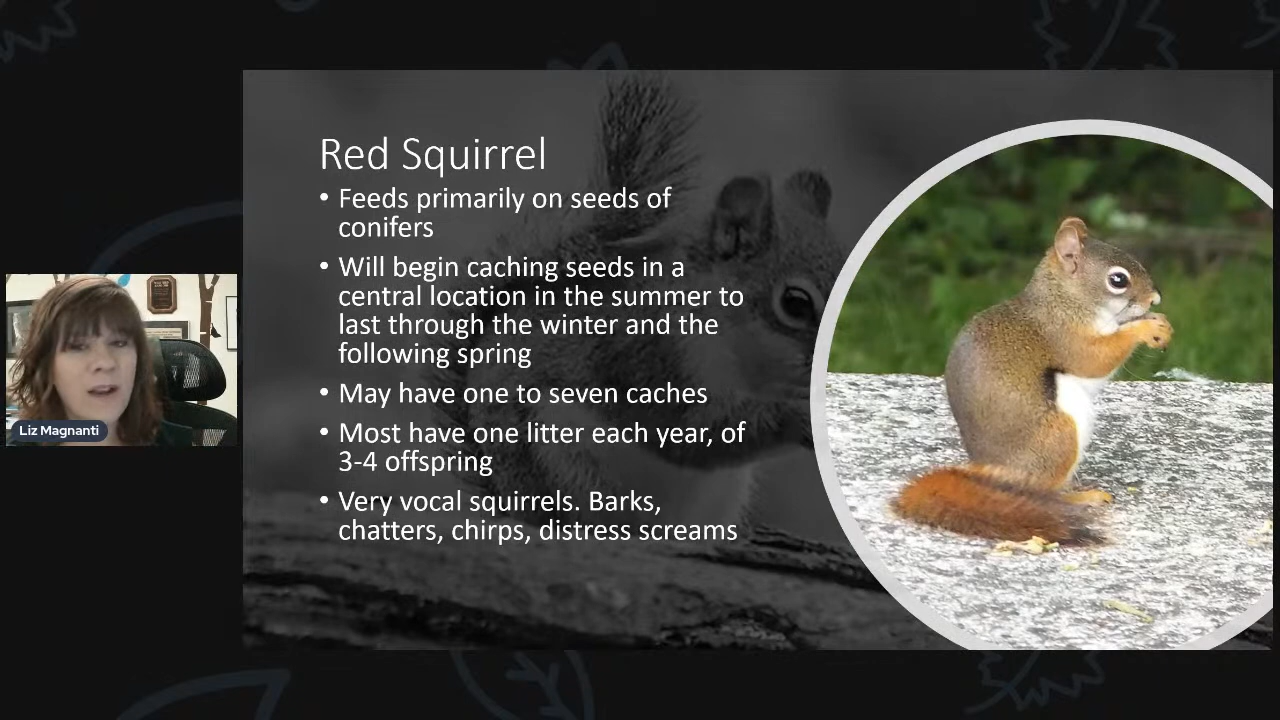 Red Squirrel
• Feeds primarily on seeds of
conifers
• Will begin caching seeds in a
central location in the summer to
last through the winter and the
following spring
• May have one to seven caches
• Most have one litter each year, of
3-4 offspring
• Very vocal squirrels. Barks,
chatters, chirps, distress screams
Liz Magnanti